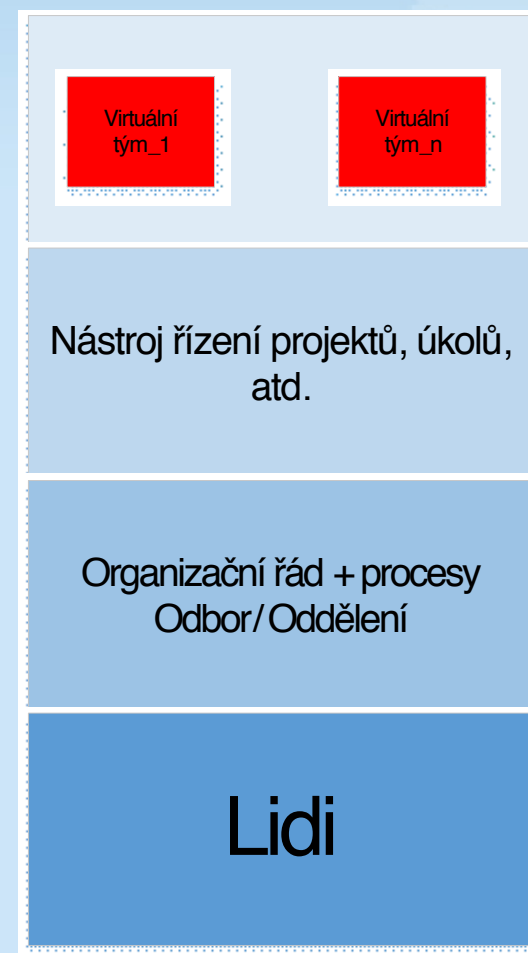 Virtuální
tým_1
Virtuální
tým_n
Nástroj řízení projektů, úkolů,
atd.
Organizační řád + procesy
Odbor/Oddělení
Lidi